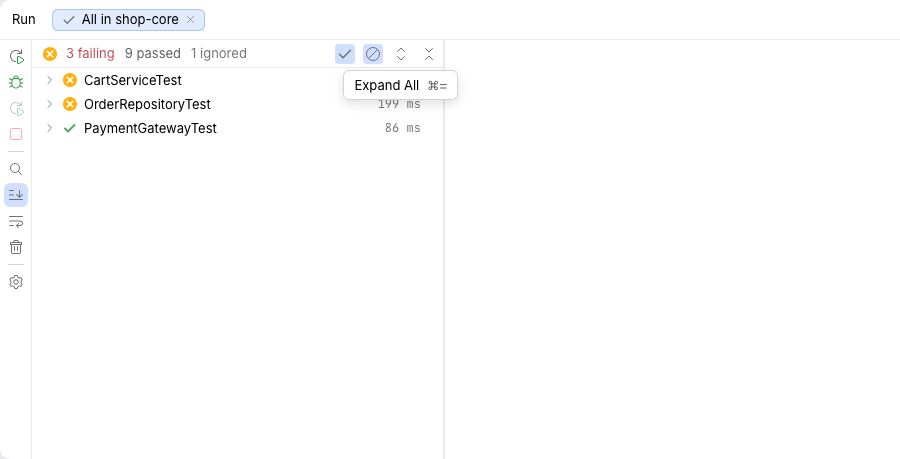 Run All in shop-core
3 failing 9 passed 1 ignored
CartServiceTest
Expand All ⌘=
OrderRepositoryTest 199 ms
PaymentGatewayTest 86 ms